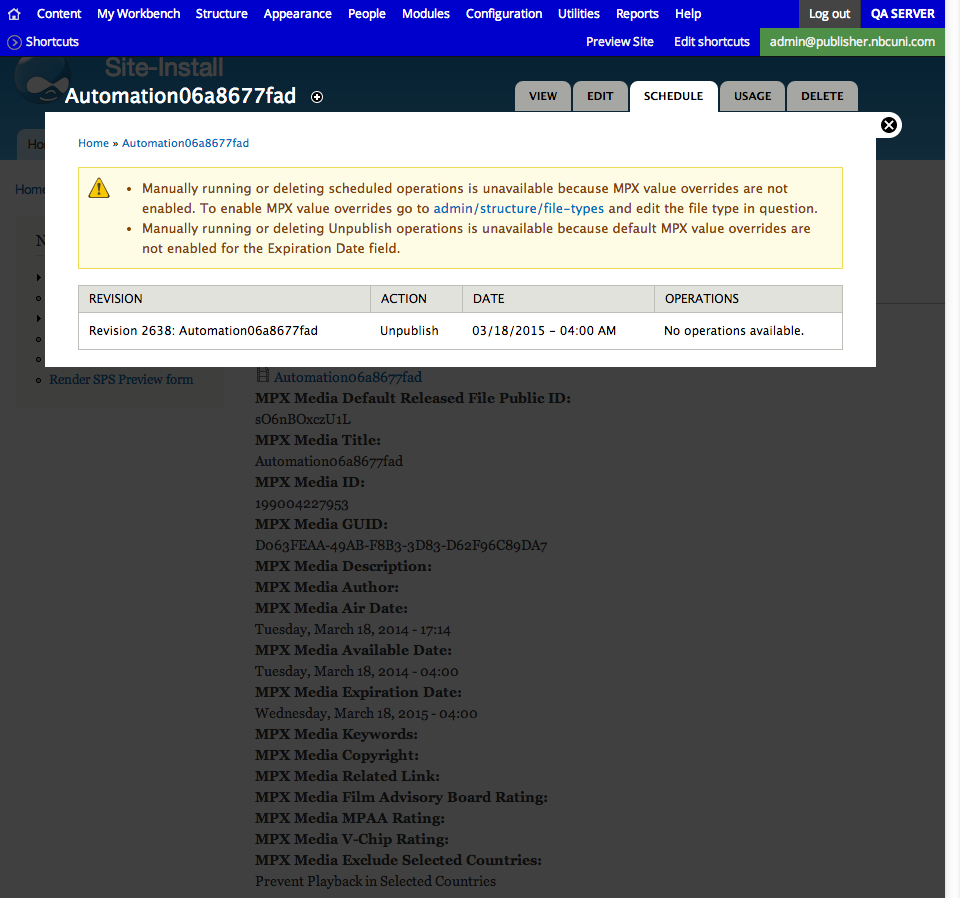 Content My Workbench Structure Appearance People Modules Configuration Utilities Reports Help Log out QA SERVER
Shortcuts Preview Site Edit shortcuts admin@publisher.nbcuni.com
Site-Install
Automation06a8677fad VIEW EDIT SCHEDULE USAGE DELETE
Home » Automation06a8677fad
Home
• Manually running or deleting scheduled operations is unavailable because MPX value overrides are not
enabled. To enable MPX value overrides go to admin/structure/file-types and edit the file type in question.
• Manually running or deleting Unpublish operations is unavailable because default MPX value overrides are
not enabled for the Expiration Date field.
REVISION ACTION DATE OPERATIONS
Revision 2638: Automation06a8677fad Unpublish 03/18/2015 – 04:00 AM No operations available.
Render SPS Preview form
Automation06a8677fad
MPX Media Default Released File Public ID:
sO6nBOxczU1L
MPX Media Title:
Automation06a8677fad
MPX Media ID:
199004227953
MPX Media GUID:
D063FEAA-49AB-F8B3-3D83-D62F96C89DA7
MPX Media Description:
MPX Media Author:
MPX Media Air Date:
Tuesday, March 18, 2014 - 17:14
MPX Media Available Date:
Tuesday, March 18, 2014 - 04:00
MPX Media Expiration Date:
Wednesday, March 18, 2015 - 04:00
MPX Media Keywords:
MPX Media Copyright:
MPX Media Related Link:
MPX Media Film Advisory Board Rating:
MPX Media MPAA Rating:
MPX Media V-Chip Rating:
MPX Media Exclude Selected Countries:
Prevent Playback in Selected Countries